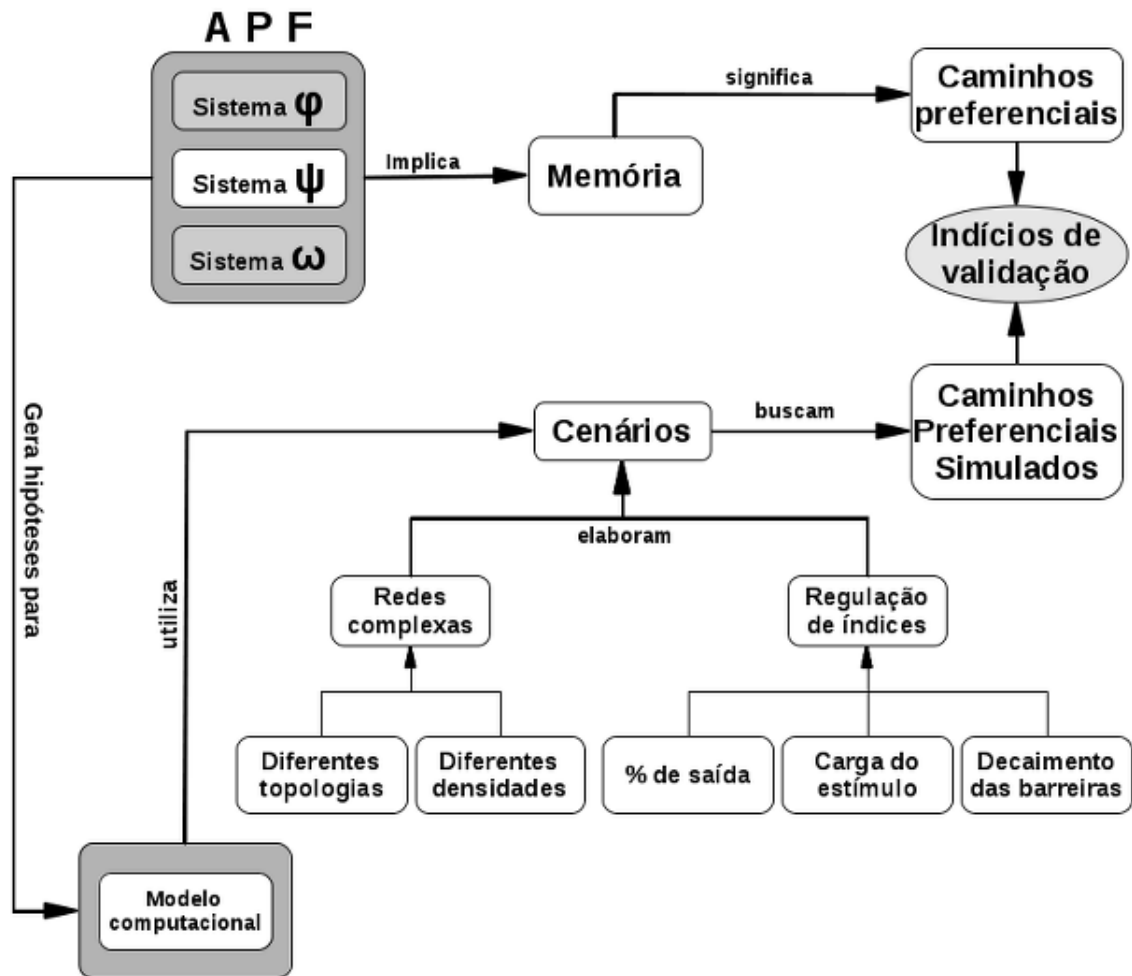 A P F
Sistema φ
Sistema ψ
Sistema ω
Implica
Memória
significa
Caminhos
preferenciais
Indícios de
validação
Gera hipóteses para
utiliza
Cenários
buscam
Caminhos
Preferenciais
Simulados
elaboram
Redes
complexas
Regulação
de índices
Diferentes
topologias
Diferentes
densidades
% de saída
Carga do
estímulo
Decaimento
das barreiras
Modelo
computacional